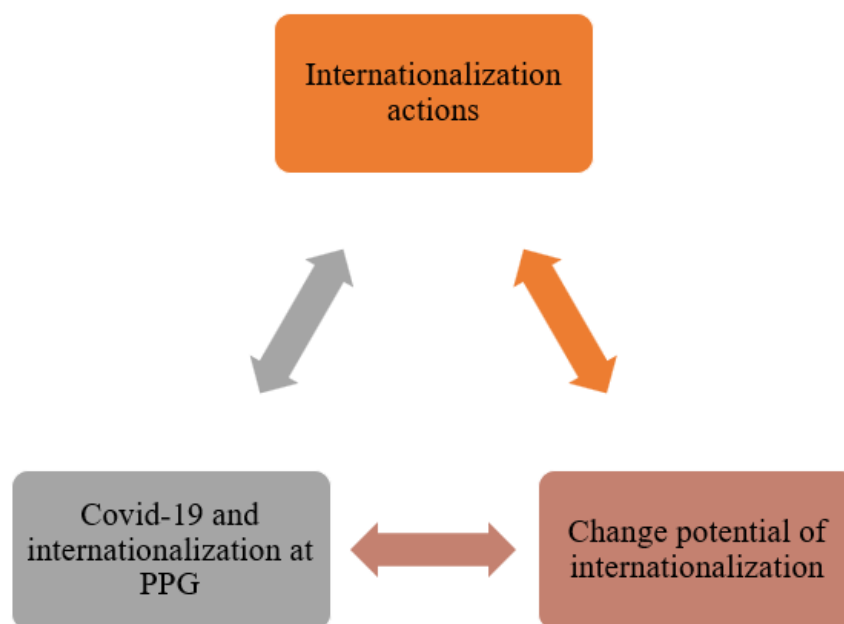 Internationalization
actions
Covid-19 and
internationalization at
PPG
Change potential of
internationalization